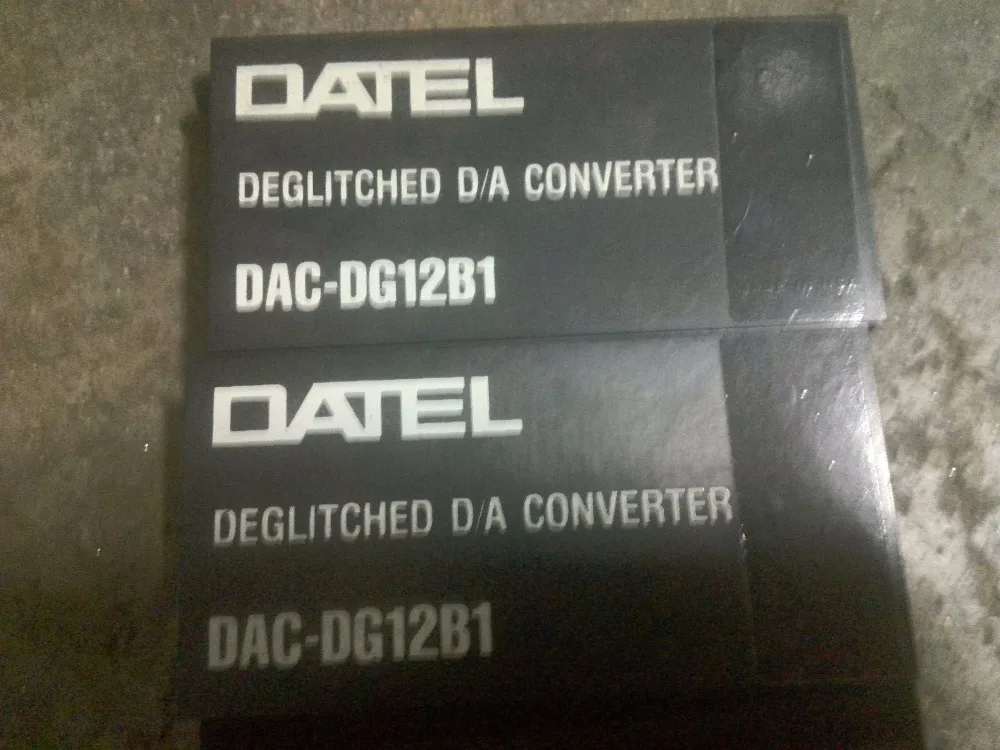 DATEL
DEGLITCHED D/A CONVERTER
DAC-DG12B1
DATEL
DEGLITCHED D/A CONVERTER
DAC-DG12B1